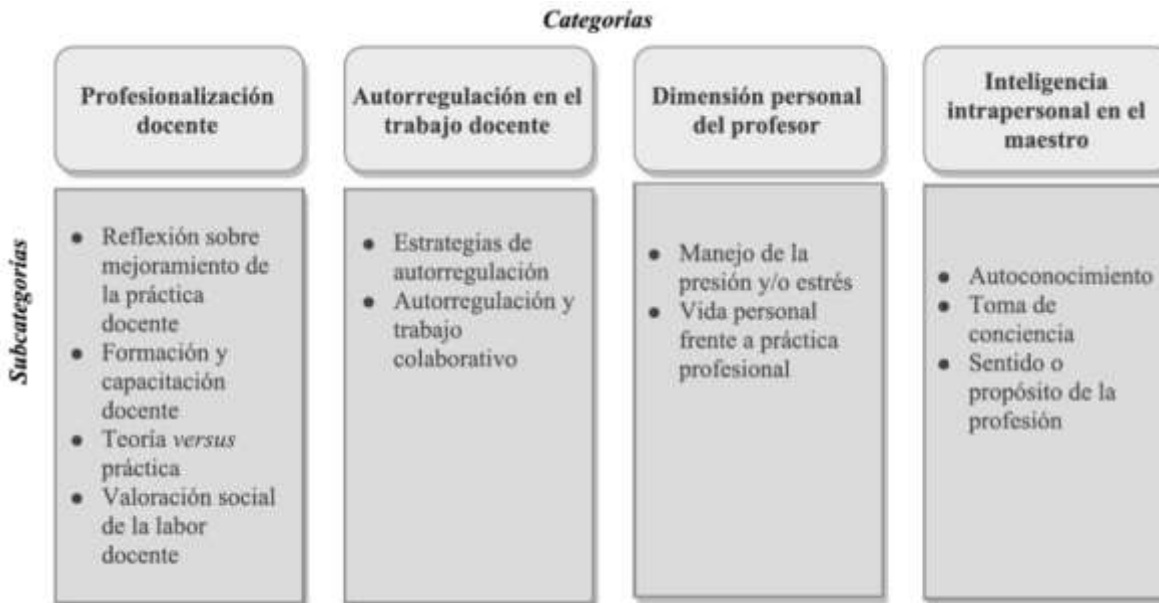 Categorías
Profesionalización
docente
Autorregulación en el
trabajo docente
Dimensión personal
del profesor
Inteligencia
intrapersonal en el
maestro
Subcategorías
● Reflexión sobre
mejoramiento de
la práctica
docente
● Formación y
capacitación
docente
● Teoría versus
práctica
● Valoración social
de la labor
docente
● Estrategias de
autorregulación
● Autorregulación y
trabajo
colaborativo
● Manejo de la
presión y/o estrés
● Vida personal
frente a práctica
profesional
● Autoconocimiento
● Toma de
conciencia
● Sentido o
propósito de la
profesión